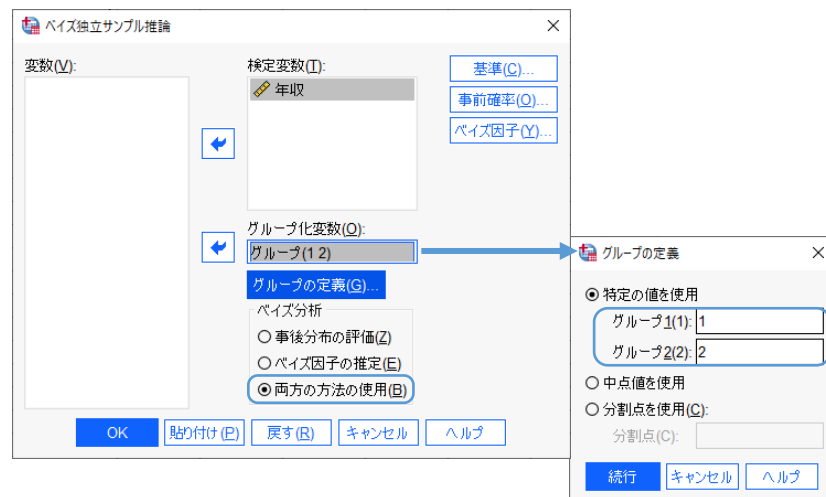 ベイズ独立サンプル推論
変数(V):
検定変数(T):
年収
基準(C)...
事前確率(O)...
ベイズ因子(Y)...
グループ化変数(O):
グループ(1 2)
グループの定義(G)...
ベイズ分析
事後分布の評価(Z)
ベイズ因子の推定(E)
両方の方法の使用(B)
OK
貼り付け(P)
戻す(R)
キャンセル
ヘルプ
グループの定義
特定の値を使用
グループ1(1): 1
グループ2(2): 2
中点値を使用
分割点を使用(C):
分割点(C):
続行
キャンセル
ヘルプ